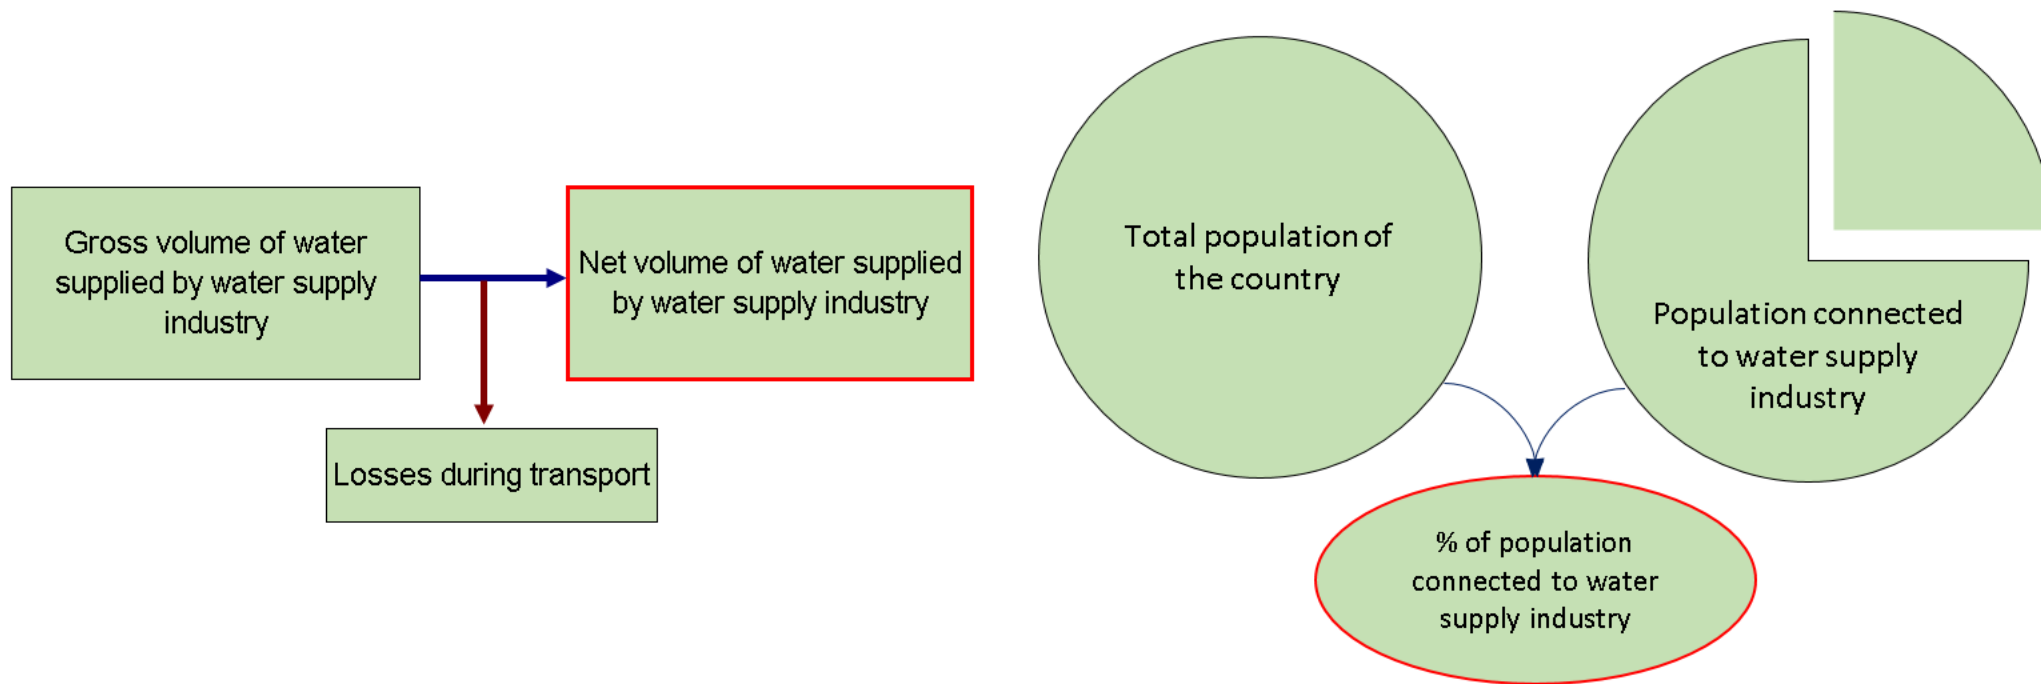 Gross volume of water
supplied by water supply
industry
Net volume of water supplied
by water supply industry
Losses during transport
Total population of
the country
Population connected
to water supply
industry
% of population
connected to water
supply industry